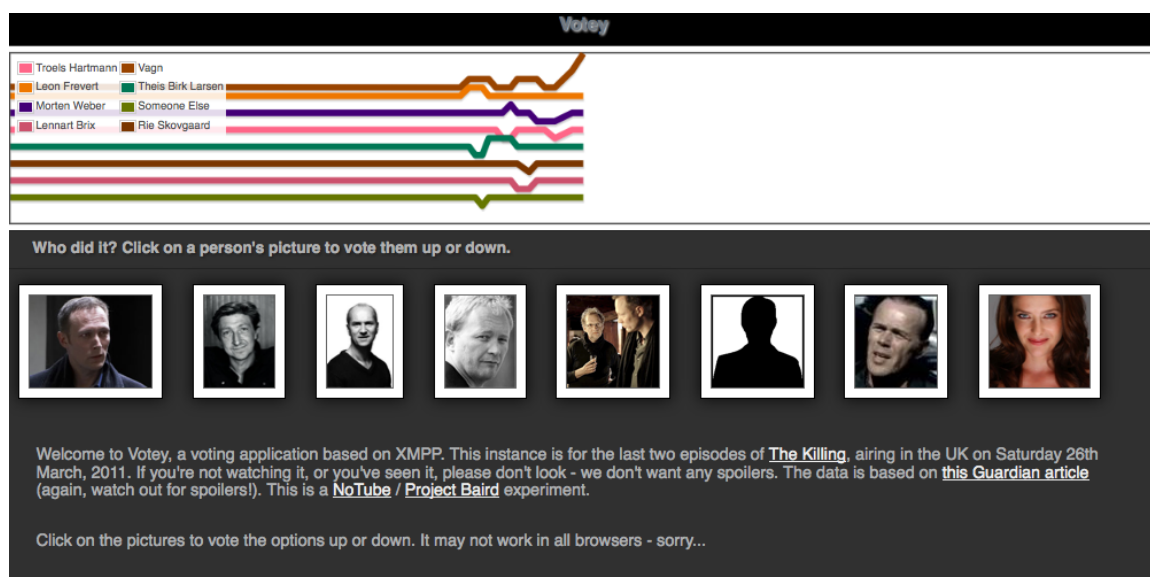 Votey
Troels Hartmann Vagn
Leon Frevert Theis Birk Larsen
Morten Weber Someone Else
Lennart Brix Rie Skovgaard
Who did it? Click on a person's picture to vote them up or down.
Welcome to Votey, a voting application based on XMPP. This instance is for the last two episodes of The Killing, airing in the UK on Saturday 26th
March, 2011. If you're not watching it, or you've seen it, please don't look - we don't want any spoilers. The data is based on this Guardian article
(again, watch out for spoilers!). This is a NoTube / Project Baird experiment.
Click on the pictures to vote the options up or down. It may not work in all browsers - sorry...